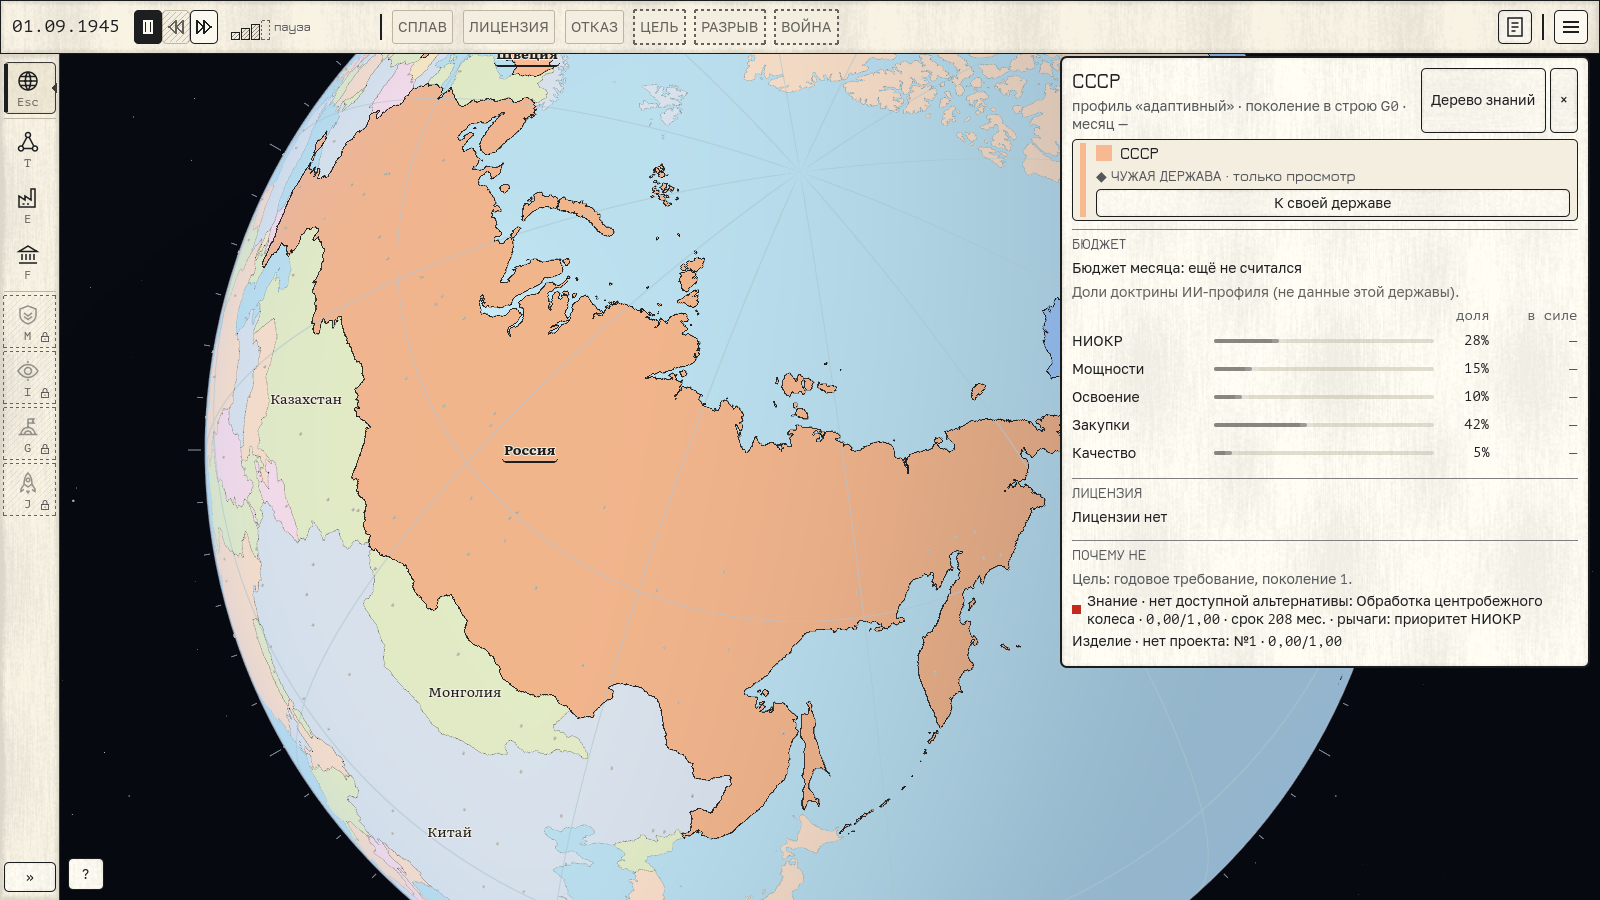 01.09.1945
пауза
СПЛАВ
ЛИЦЕНЗИЯ
ОТКАЗ
ЦЕЛЬ
РАЗРЫВ
ВОЙНА
Esc
T
E
F
M
I
G
J
»
?
Швеция
Казахстан
Россия
Монголия
Китай
СССР
профиль «адаптивный» · поколение в строю G0 ·
месяц —
Дерево знаний
×
СССР
◆ ЧУЖАЯ ДЕРЖАВА · только просмотр
К своей державе
БЮДЖЕТ
Бюджет месяца: ещё не считался
Доли доктрины ИИ-профиля (не данные этой державы).
доля в силе
НИОКР 28% —
Мощности 15% —
Освоение 10% —
Закупки 42% —
Качество 5% —
ЛИЦЕНЗИЯ
Лицензии нет
ПОЧЕМУ НЕ
Цель: годовое требование, поколение 1.
Знание · нет доступной альтернативы: Обработка центробежного
колеса · 0,00/1,00 · срок 208 мес. · рычаги: приоритет НИОКР
Изделие · нет проекта: №1 · 0,00/1,00